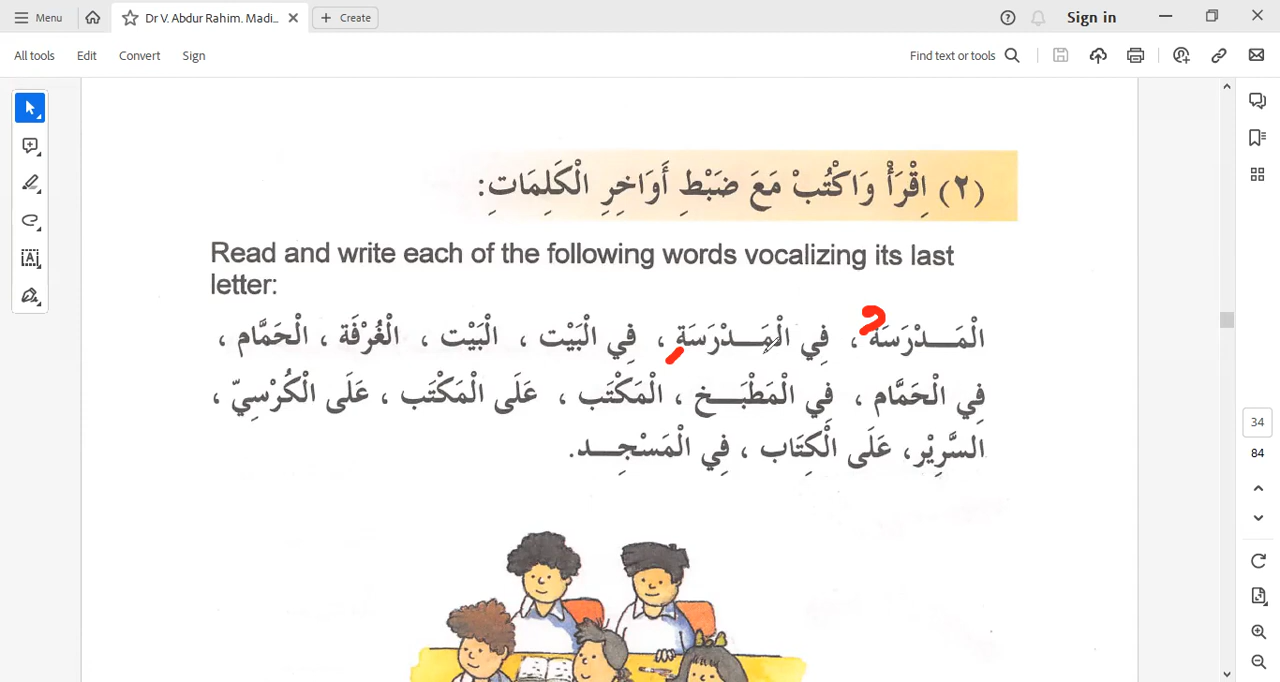 Menu
Dr V. Abdur Rahim. Madi...
Create
Sign in
All tools
Edit
Convert
Sign
Find text or tools
(٢) اِقْرَأْ وَاكْتُبْ مَعَ ضَبْطِ أَوَاخِرِ الْكَلِمَاتِ:
Read and write each of the following words vocalizing its last
letter:
الْمَـــدْرَسَةُ ، فِي الْمَـــدْرَسَةِ ، فِي الْبَيْت ، الْبَيْت ، الْغُرْفَة ، الْحَمَّام ،
فِي الْحَمَّام ، فِي الْمَطْبَـــخ ، الْمَكْتَب ، عَلَى الْمَكْتَب ، عَلَى الْكُرْسِيّ ،
السَّرِيْر، عَلَى الْكِتَاب ، فِي الْمَسْجِـــد.
34
84